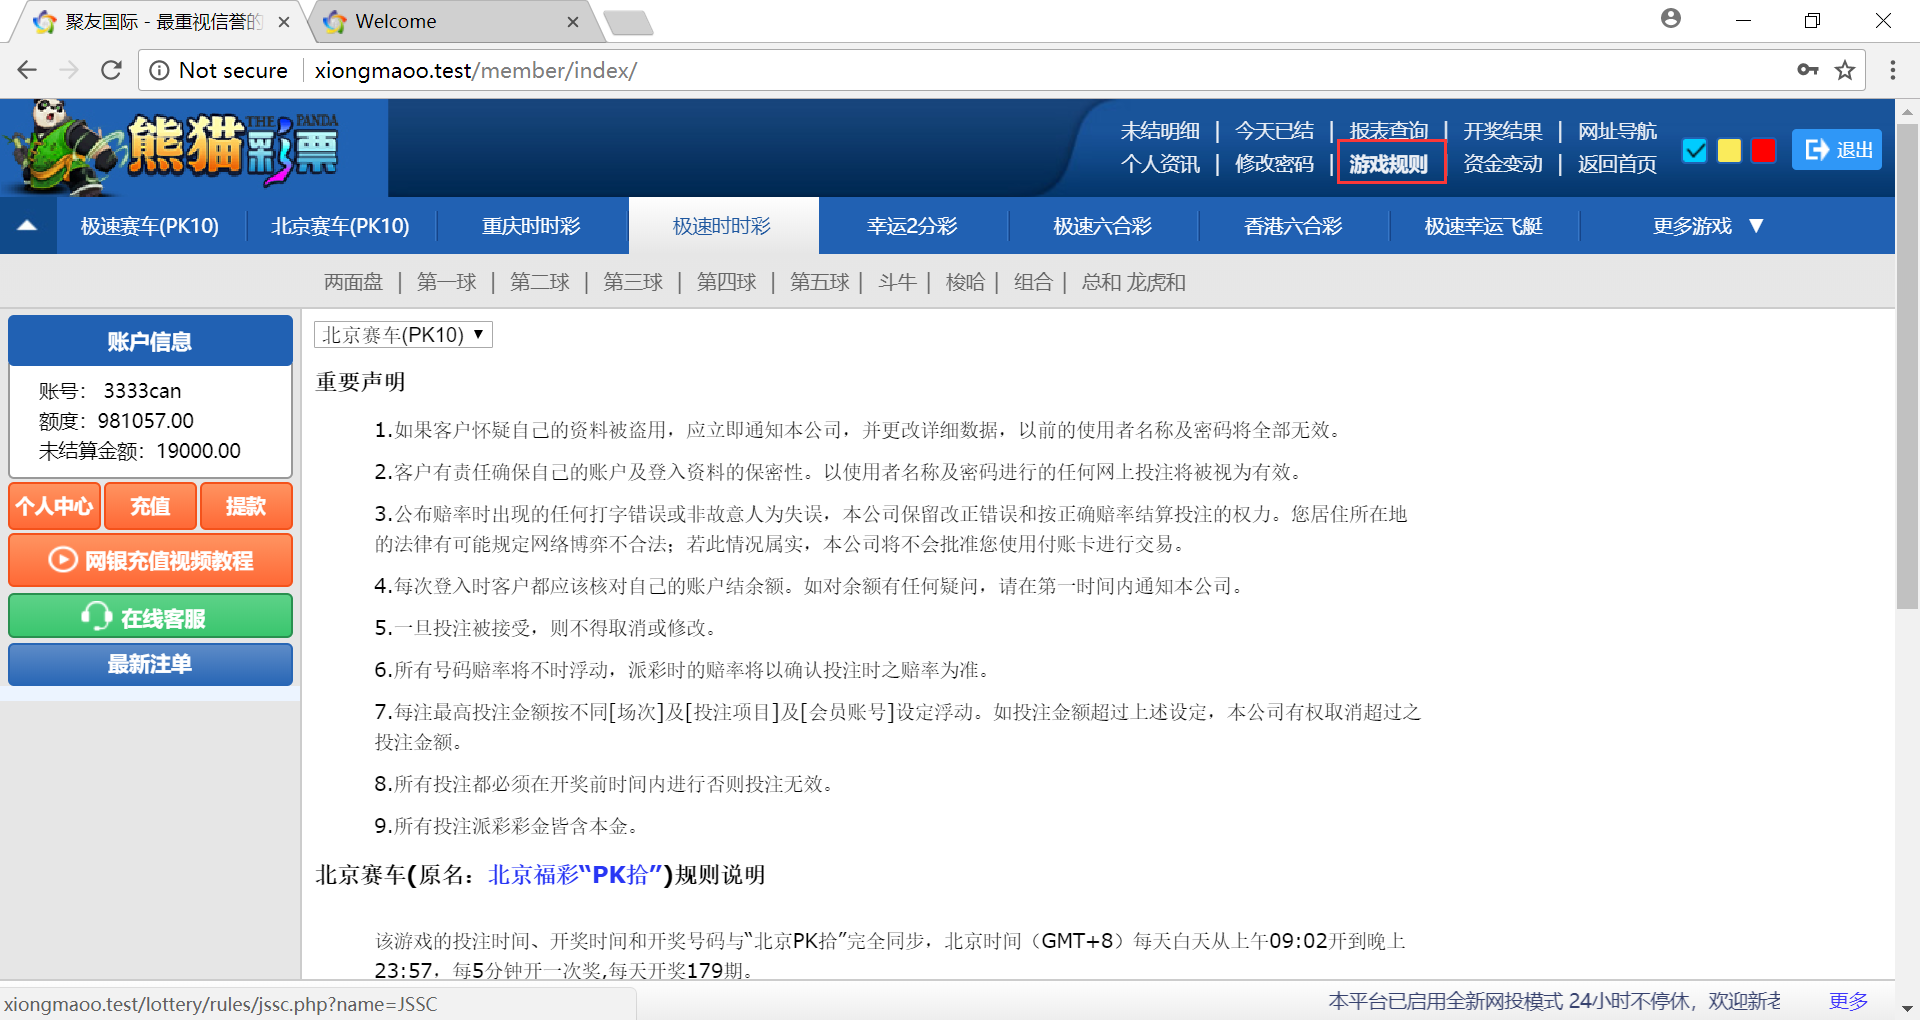 聚友国际 - 最重视信誉的
Welcome
Not secure
xiongmaoo.test/member/index/
熊猫彩票
THE PANDA
未结明细 | 今天已结 | 报表查询 | 开奖结果 | 网址导航
个人资讯 | 修改密码 | 游戏规则 | 资金变动 | 返回首页
退出
极速赛车(PK10) 北京赛车(PK10) 重庆时时彩 极速时时彩 幸运2分彩 极速六合彩 香港六合彩 极速幸运飞艇 更多游戏 ▼
两面盘 | 第一球 | 第二球 | 第三球 | 第四球 | 第五球 | 斗牛 | 梭哈 | 组合 | 总和 龙虎和
账户信息
账号： 3333can
额度：981057.00
未结算金额：19000.00
个人中心 充值 提款
网银充值视频教程
在线客服
最新注单
北京赛车(PK10) ▼
重要声明
1.如果客户怀疑自己的资料被盗用，应立即通知本公司，并更改详细数据，以前的使用者名称及密码将全部无效。
2.客户有责任确保自己的账户及登入资料的保密性。以使用者名称及密码进行的任何网上投注将被视为有效。
3.公布赔率时出现的任何打字错误或非故意人为失误，本公司保留改正错误和按正确赔率结算投注的权力。您居住所在地
的法律有可能规定网络博弈不合法；若此情况属实，本公司将不会批准您使用付账卡进行交易。
4.每次登入时客户都应该核对自己的账户结余额。如对余额有任何疑问，请在第一时间内通知本公司。
5.一旦投注被接受，则不得取消或修改。
6.所有号码赔率将不时浮动，派彩时的赔率将以确认投注时之赔率为准。
7.每注最高投注金额按不同[场次]及[投注项目]及[会员账号]设定浮动。如投注金额超过上述设定，本公司有权取消超过之
投注金额。
8.所有投注都必须在开奖前时间内进行否则投注无效。
9.所有投注派彩彩金皆含本金。
北京赛车(原名：北京福彩“PK拾”)规则说明
该游戏的投注时间、开奖时间和开奖号码与“北京PK拾”完全同步，北京时间（GMT+8）每天白天从上午09:02开到晚上
23:57，每5分钟开一次奖,每天开奖179期。
xiongmaoo.test/lottery/rules/jssc.php?name=JSSC
本平台已启用全新网投模式 24小时不停休，欢迎新老
更多